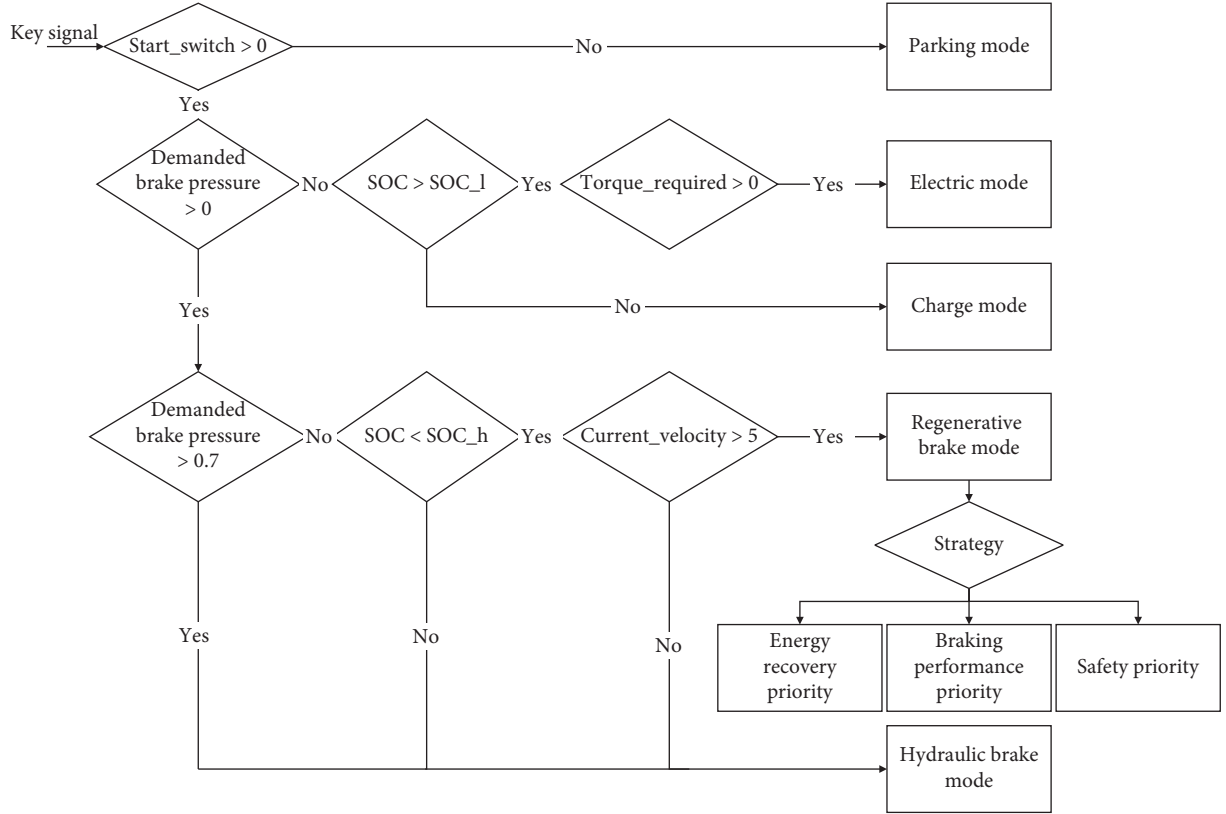 Key signal
Start_switch > 0
No
Parking mode
Yes
Demanded
brake pressure
> 0
No
SOC > SOC_l
Yes
Torque_required > 0
Yes
Electric mode
Yes
No
Charge mode
Demanded
brake pressure
> 0.7
No
SOC < SOC_h
Yes
Current_velocity > 5
Yes
Regenerative
brake mode
Strategy
Yes
No
No
Energy
recovery
priority
Braking
performance
priority
Safety priority
Hydraulic brake
mode